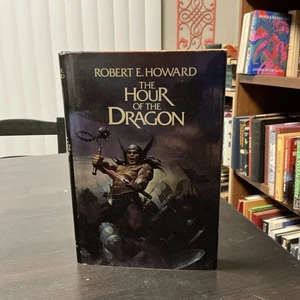 ROBERT E. HOWARD
THE
HOUR
OF THE
DRAGON